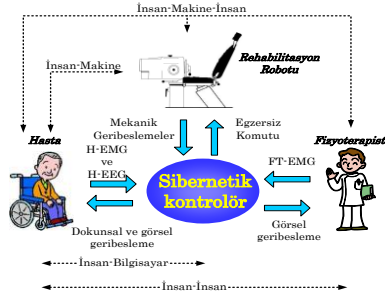 İnsan-Makine-İnsan
İnsan-Makine
Rehabilitasyon
Robotu
Mekanik
Geribeslemeler
Egzersiz
Komutu
Hasta
Fizyoterapist
H-EMG
ve
H-EEG
FT-EMG
Sibernetik
kontrolör
Dokunsal ve görsel
geribesleme
Görsel
geribesleme
İnsan-Bilgisayar
İnsan-İnsan